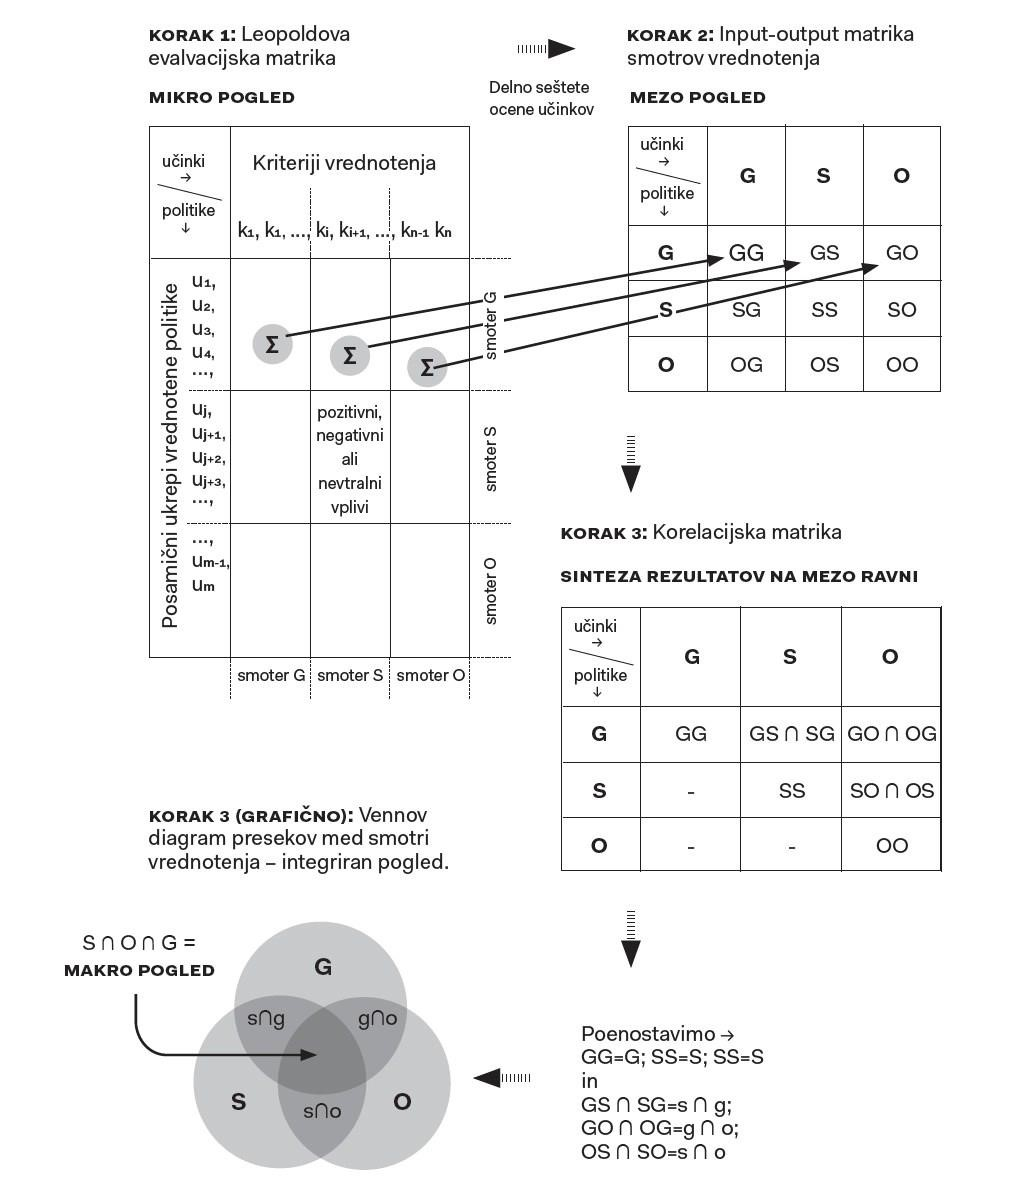 KORAK 1: Leopoldova
evalvacijska matrika
MIKRO POGLED
Delno seštete
ocene učinkov
KORAK 2: Input-output matrika
smotrov vrednotenja
MEZO POGLED
učinki
→
politike
↓
Kriteriji vrednotenja
k₁, k₁, ..., kᵢ, kᵢ₊₁, ..., kₙ₋₁ kₙ
Posamični ukrepi vrednotene politike
u₁,
u₂,
u₃,
u₄,
...,
Σ
Σ
Σ
smoter G
uⱼ,
uⱼ₊₁,
uⱼ₊₂,
uⱼ₊₃,
...,
pozitivni,
negativni
ali
nevtralni
vplivi
smoter S
...,
uₘ₋₁,
uₘ
smoter O
smoter G smoter S smoter O
učinki
→
politike
↓
G S O
G GG GS GO
S SG SS SO
O OG OS OO
KORAK 3: Korelacijska matrika
SINTEZA REZULTATOV NA MEZO RAVNI
učinki
→
politike
↓
G S O
G GG GS ∩ SG GO ∩ OG
S - SS SO ∩ OS
O - - OO
KORAK 3 (GRAFIČNO): Vennov
diagram presekov med smotri
vrednotenja – integriran pogled.
S ∩ O ∩ G =
MAKRO POGLED
G
s∩g g∩o
S s∩o O
Poenostavimo →
GG=G; SS=S; SS=S
in
GS ∩ SG=s ∩ g;
GO ∩ OG=g ∩ o;
OS ∩ SO=s ∩ o